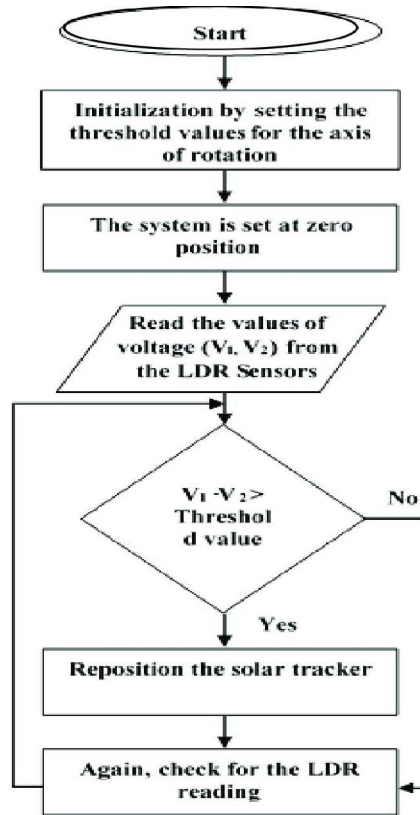 Start
Initialization by setting the
threshold values for the axis
of rotation
The system is set at zero
position
Read the values of
voltage (V₁, V₂) from
the LDR Sensors
V₁ -V₂ >
Threshol
d value
No
Yes
Reposition the solar tracker
Again, check for the LDR
reading